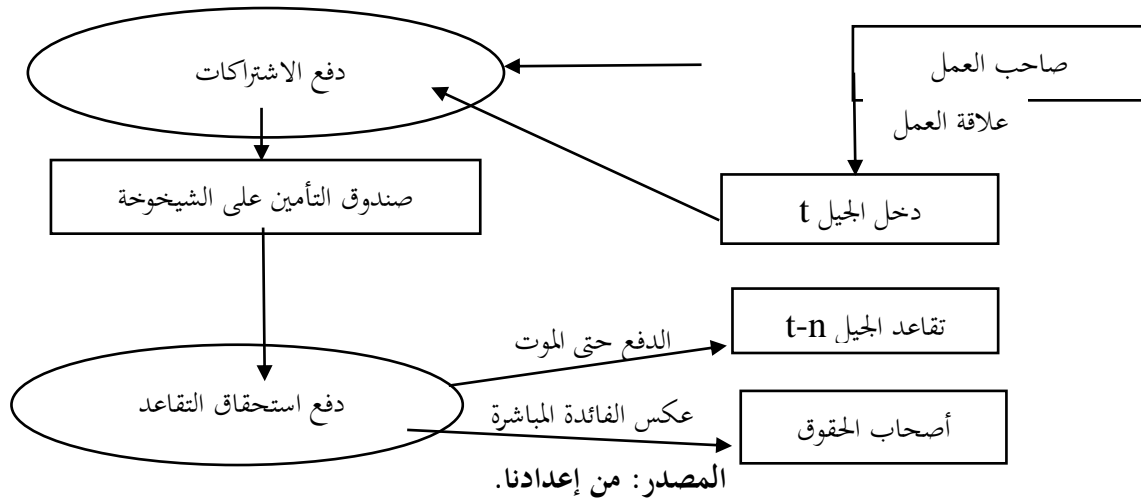 صاحب العمل
دفع الاشتراكات
علاقة العمل
صندوق التأمين على الشيخوخة
دخل الجيل t
تقاعد الجيل t-n
الدفع حتى الموت
دفع استحقاق التقاعد
عكس الفائدة المباشرة
أصحاب الحقوق
المصدر: من إعدادنا.